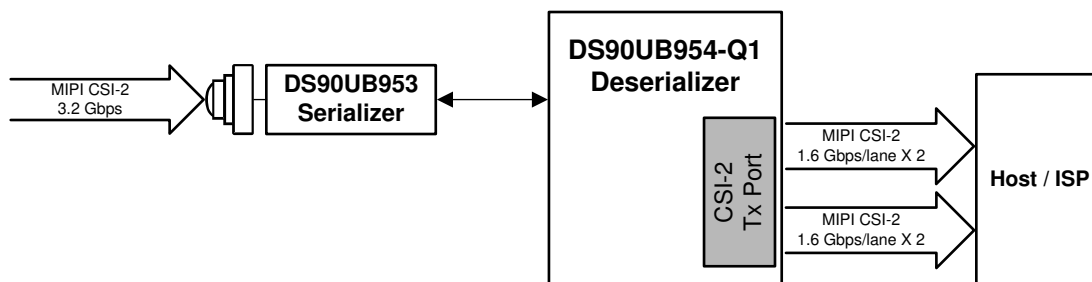 MIPI CSI-2
3.2 Gbps
DS90UB953
Serializer
DS90UB954-Q1
Deserializer
CSI-2
Tx Port
MIPI CSI-2
1.6 Gbps/lane X 2
MIPI CSI-2
1.6 Gbps/lane X 2
Host / ISP